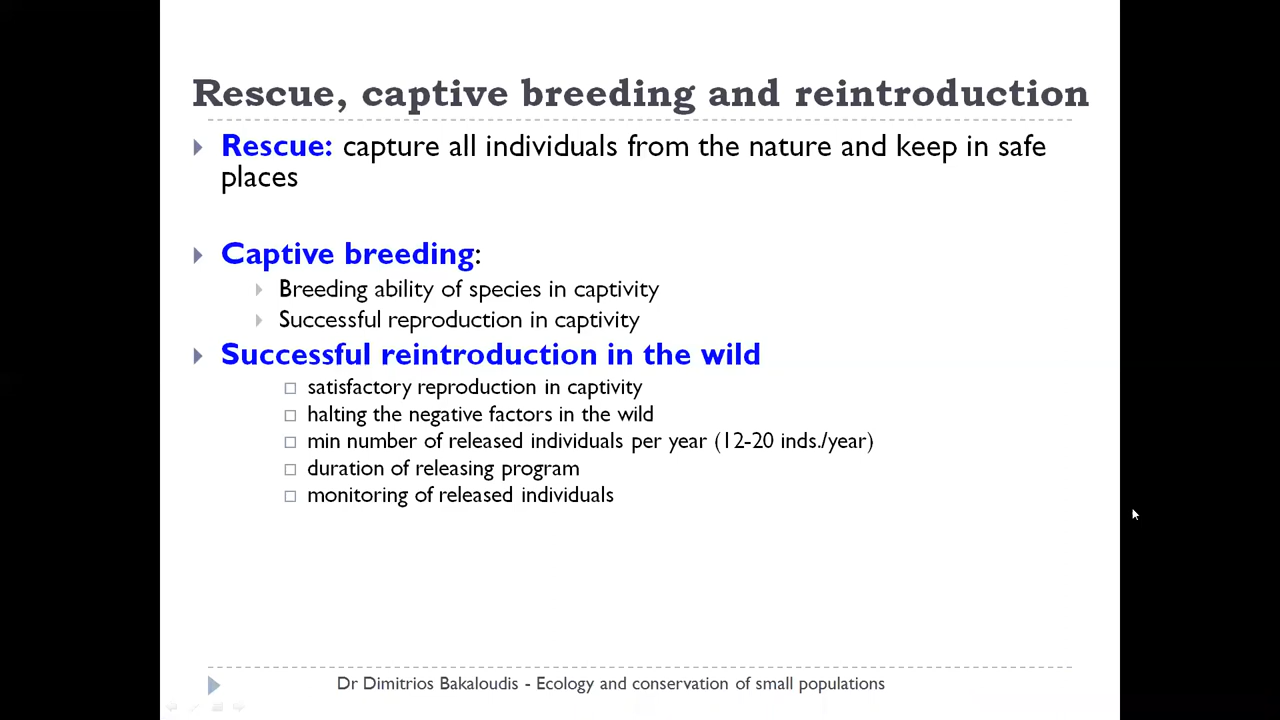 Rescue, captive breeding and reintroduction
Rescue: capture all individuals from the nature and keep in safe
places
Captive breeding:
Breeding ability of species in captivity
Successful reproduction in captivity
Successful reintroduction in the wild
satisfactory reproduction in captivity
halting the negative factors in the wild
min number of released individuals per year (12-20 inds./year)
duration of releasing program
monitoring of released individuals
Dr Dimitrios Bakaloudis - Ecology and conservation of small populations